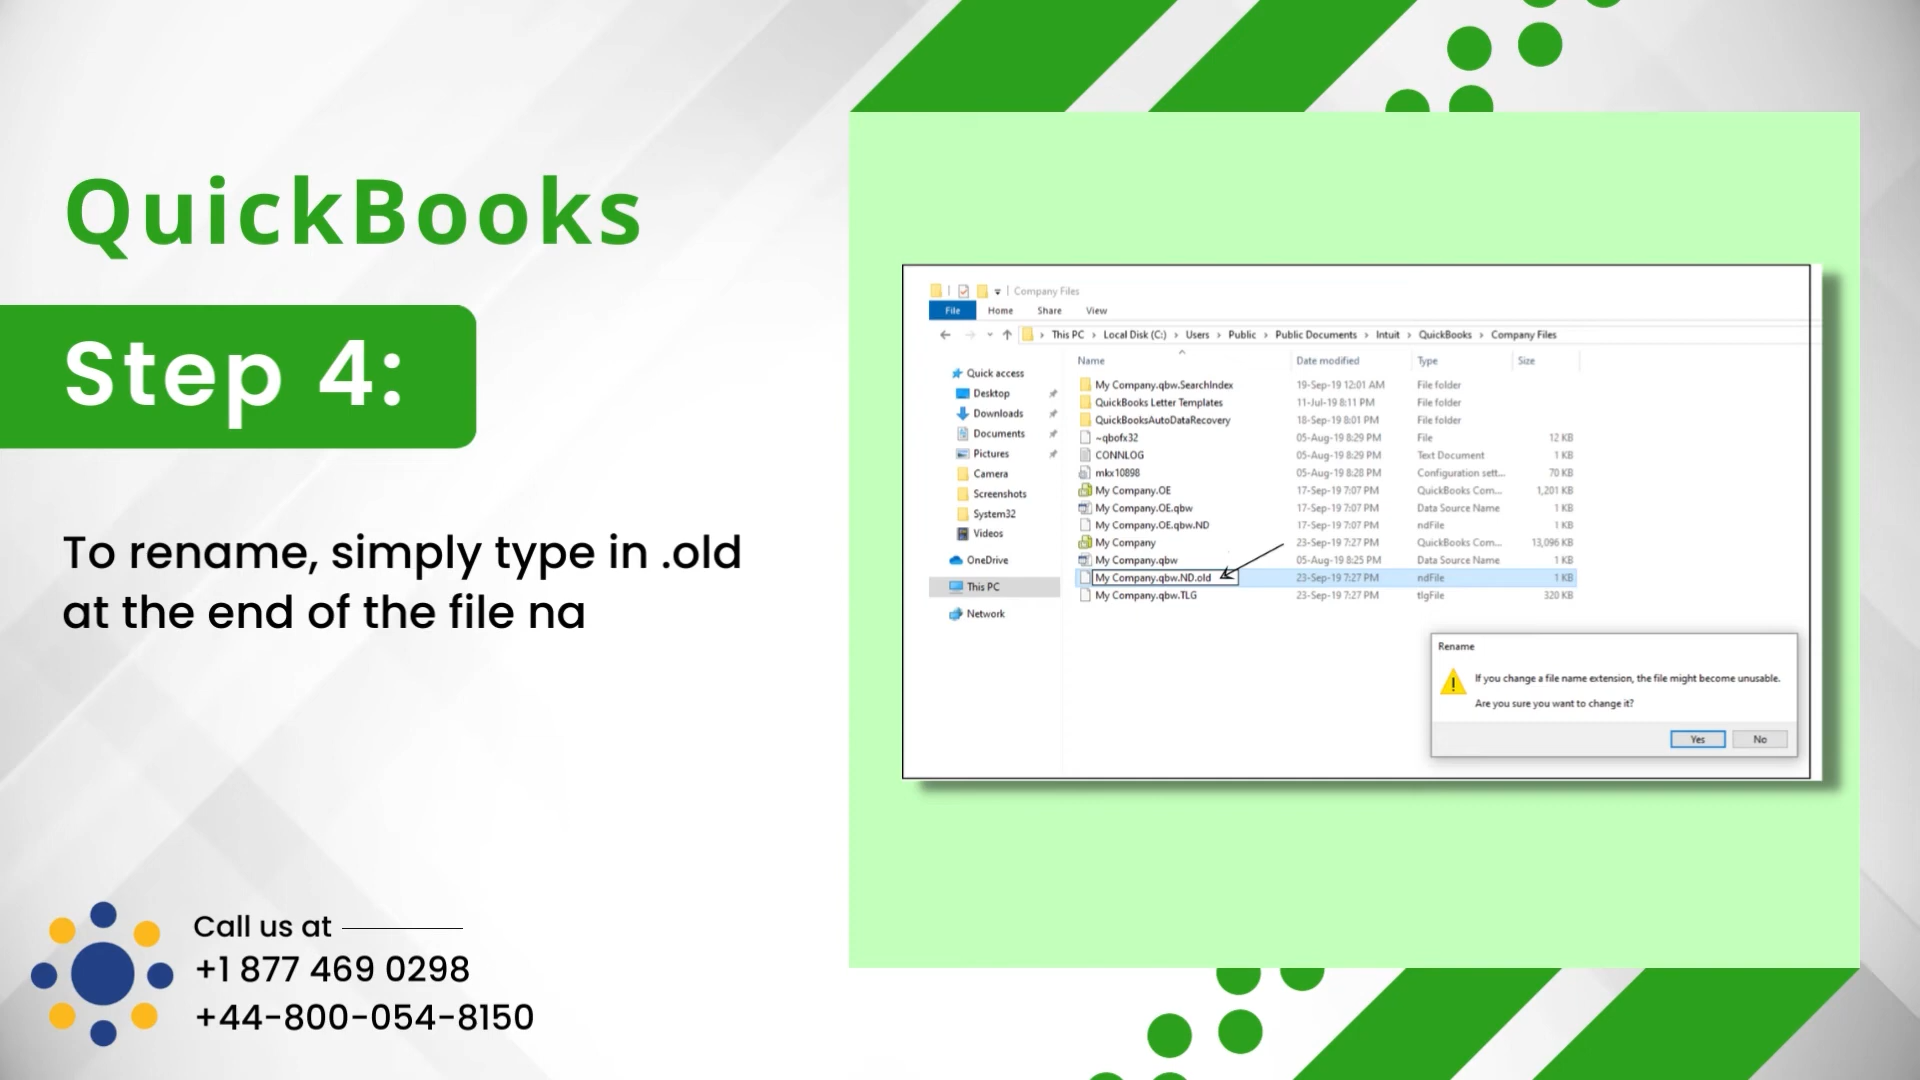 QuickBooks
Step 4:
To rename, simply type in .old
at the end of the file na
Call us at
+1 877 469 0298
+44-800-054-8150
Company Files
File Home Share View
This PC > Local Disk (C:) > Users > Public > Public Documents > Intuit > QuickBooks > Company Files
Name Date modified Type Size
Quick access
Desktop
Downloads
Documents
Pictures
Camera
Screenshots
System32
Videos
OneDrive
This PC
Network
My Company.qbw.SearchIndex 19-Sep-19 12:01 AM File folder
QuickBooks Letter Templates 11-Jul-19 8:11 PM File folder
QuickBooksAutoDataRecovery 18-Sep-19 8:01 PM File folder
~qbofx32 05-Aug-19 8:29 PM File 12 KB
CONNLOG 05-Aug-19 8:29 PM Text Document 1 KB
mkx10898 05-Aug-19 8:28 PM Configuration sett... 70 KB
My Company.OE 17-Sep-19 7:07 PM QuickBooks Com... 1,201 KB
My Company.OE.qbw 17-Sep-19 7:07 PM Data Source Name 1 KB
My Company.OE.qbw.ND 17-Sep-19 7:07 PM ndFile 1 KB
My Company 23-Sep-19 7:27 PM QuickBooks Com... 13,096 KB
My Company.qbw 05-Aug-19 8:25 PM Data Source Name 1 KB
My Company.qbw.ND.old 23-Sep-19 7:27 PM ndFile 1 KB
My Company.qbw.TLG 23-Sep-19 7:27 PM tlgFile 320 KB
Rename
If you change a file name extension, the file might become unusable.
Are you sure you want to change it?
Yes No